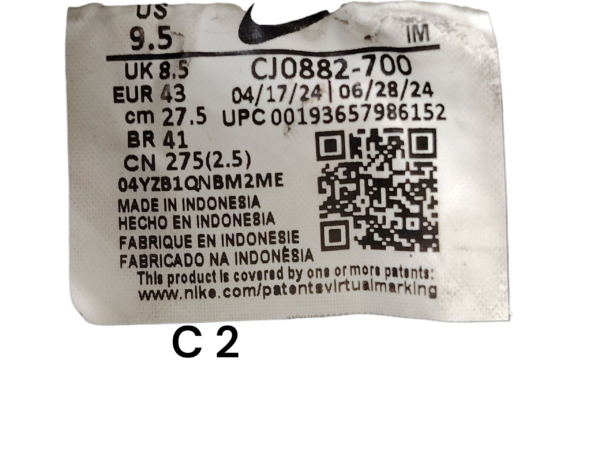 US
9.5 IM
UK 8.5 CJ0882-700
EUR 43 04/17/24 | 06/28/24
cm 27.5 UPC 00193657986152
BR 41
CN 275(2.5)
04YZB1QNBM2ME
MADE IN INDONESIA
HECHO EN INDONESIA
FABRIQUE EN INDONESIE
FABRICADO NA INDONÉSIA
This product is covered by one or more patents:
www.nike.com/patentsvirtualmarking
C 2